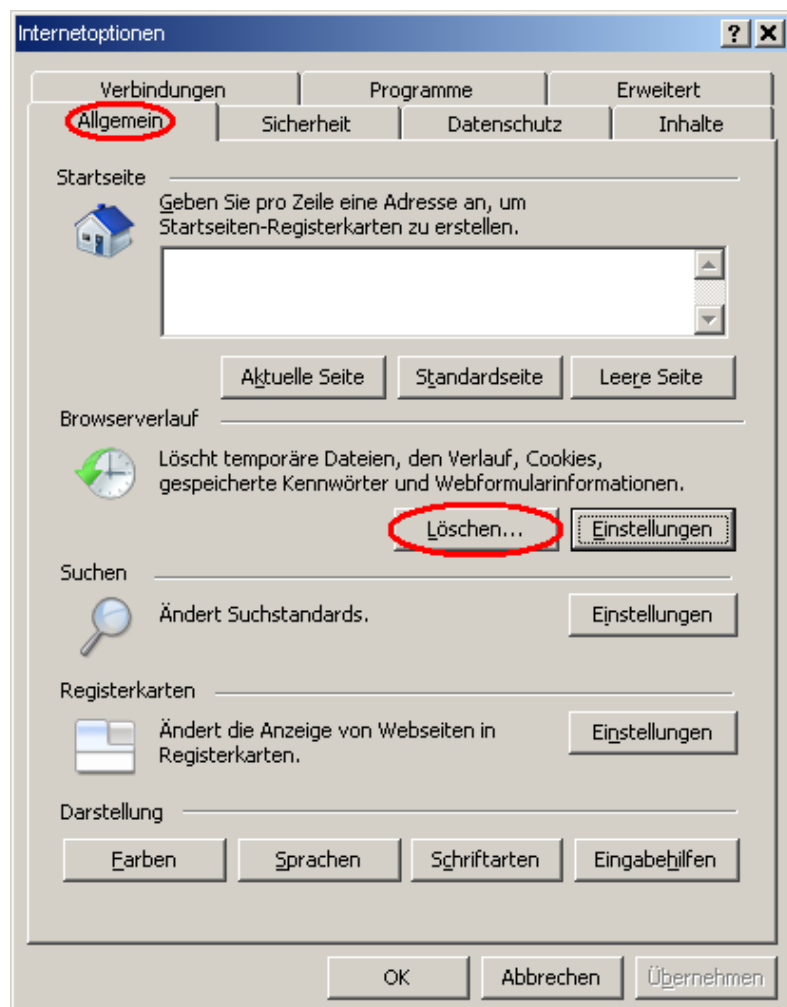 Internetoptionen
Verbindungen Programme Erweitert
Allgemein Sicherheit Datenschutz Inhalte
Startseite
Geben Sie pro Zeile eine Adresse an, um
Startseiten-Registerkarten zu erstellen.
Aktuelle Seite Standardseite Leere Seite
Browserverlauf
Löscht temporäre Dateien, den Verlauf, Cookies,
gespeicherte Kennwörter und Webformularinformationen.
Löschen... Einstellungen
Suchen
Ändert Suchstandards. Einstellungen
Registerkarten
Ändert die Anzeige von Webseiten in
Registerkarten.
Einstellungen
Darstellung
Farben Sprachen Schriftarten Eingabehilfen
OK Abbrechen Übernehmen